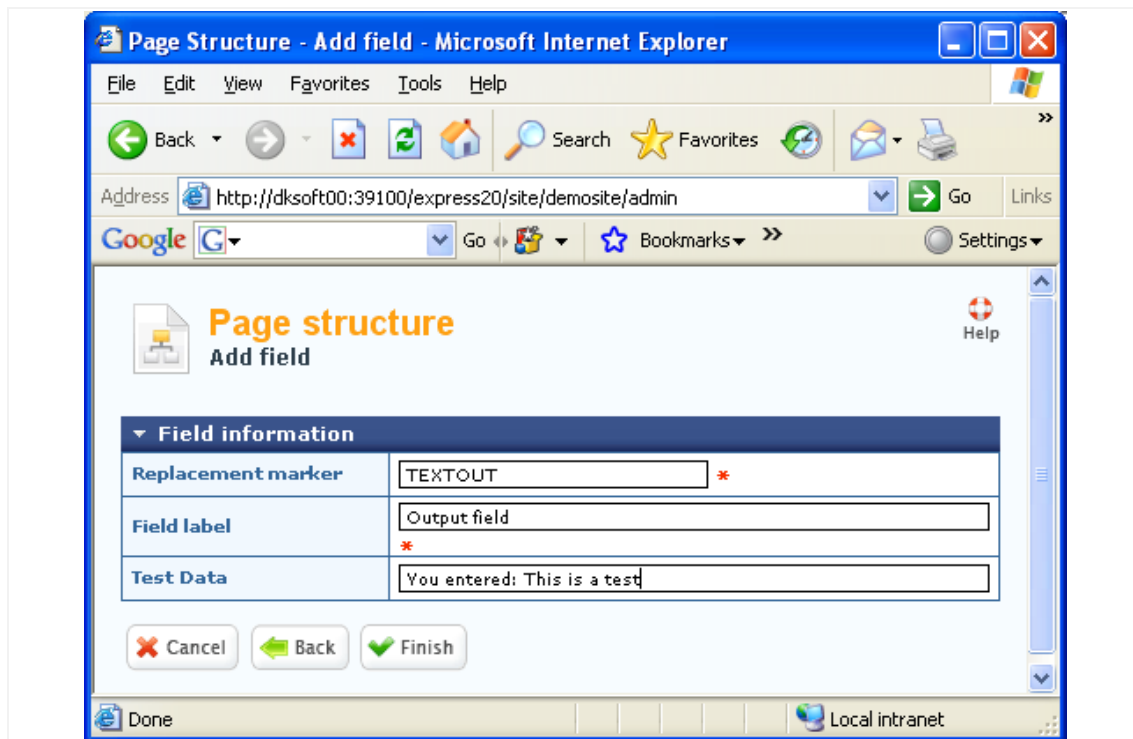 Page Structure - Add field - Microsoft Internet Explorer
File Edit View Favorites Tools Help
Back Search Favorites »
Address http://dksoft00:39100/express20/site/demosite/admin Go Links
Google G Go Bookmarks » Settings
Page structure
Add field
Help
Field information
Replacement marker TEXTOUT *
Field label Output field
*
Test Data You entered: This is a test
Cancel Back Finish
Done Local intranet